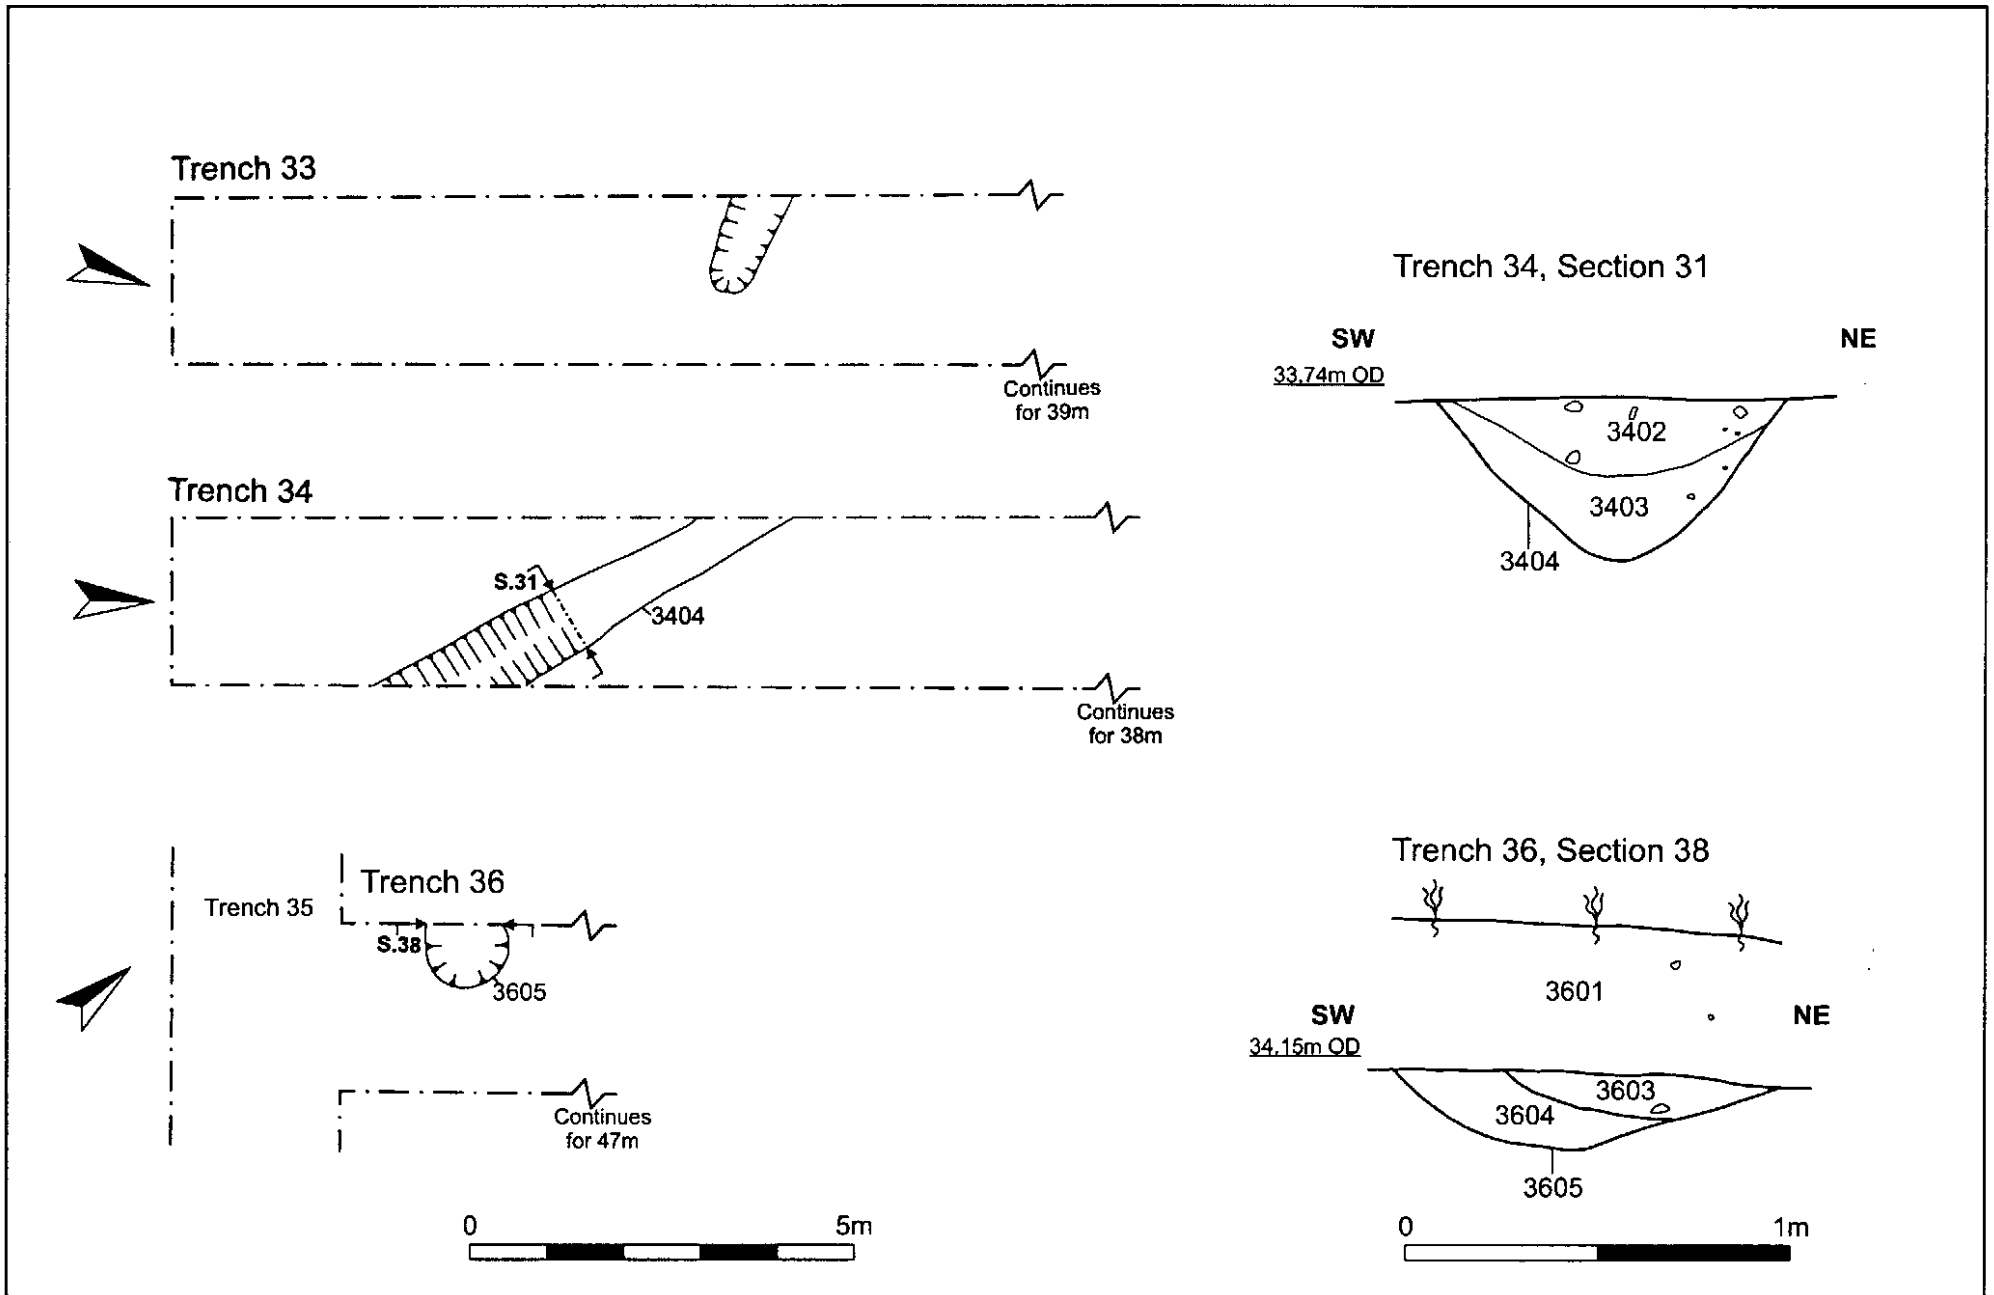 Trench 33
Continues
for 39m
Trench 34
S.31
3404
Continues
for 38m
Trench 35
Trench 36
S.38
3605
Continues
for 47m
0 5m
Trench 34, Section 31
SW NE
33.74m OD
3402
3403
3404
Trench 36, Section 38
3601
SW NE
34.15m OD
3603
3604
3605
0 1m